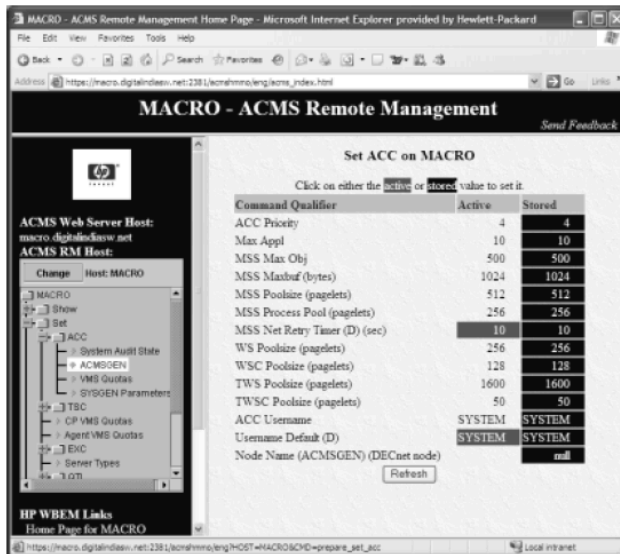 MACRO - ACMS Remote Management Home Page - Microsoft Internet Explorer provided by Hewlett-Packard
File Edit View Favorites Tools Help
Back Search Favorites
Address https://macro.digitalindiasw.net:2381/acmshmmo/eng/acms_index.html Go Links
MACRO - ACMS Remote Management
Send Feedback
hp
invent
ACMS Web Server Host:
macro.digitalindiasw.net
ACMS RM Host:
Change Host: MACRO
MACRO
Show
Set
ACC
System Audit State
ACMSGEN
VMS Quotas
SYSGEN Parameters
TSC
CP VMS Quotas
Agent VMS Quotas
EXC
Server Types
QTI
HP WBEM Links
Home Page for MACRO
Set ACC on MACRO
Click on either the active or stored value to set it.
Command Qualifier Active Stored
ACC Priority 4 4
Max Appl 10 10
MSS Max Obj 500 500
MSS Maxbuf (bytes) 1024 1024
MSS Poolsize (pagelets) 512 512
MSS Process Pool (pagelets) 256 256
MSS Net Retry Timer (D) (sec) 10 10
WS Poolsize (pagelets) 256 256
WSC Poolsize (pagelets) 128 128
TWS Poolsize (pagelets) 1600 1600
TWSC Poolsize (pagelets) 50 50
ACC Username SYSTEM SYSTEM
Username Default (D) SYSTEM SYSTEM
Node Name (ACMSGEN) (DECnet node) null
Refresh
https://macro.digitalindiasw.net:2381/acmshmmo/eng?HOST=MACRO&CMD=prepare_set_acc Local intranet